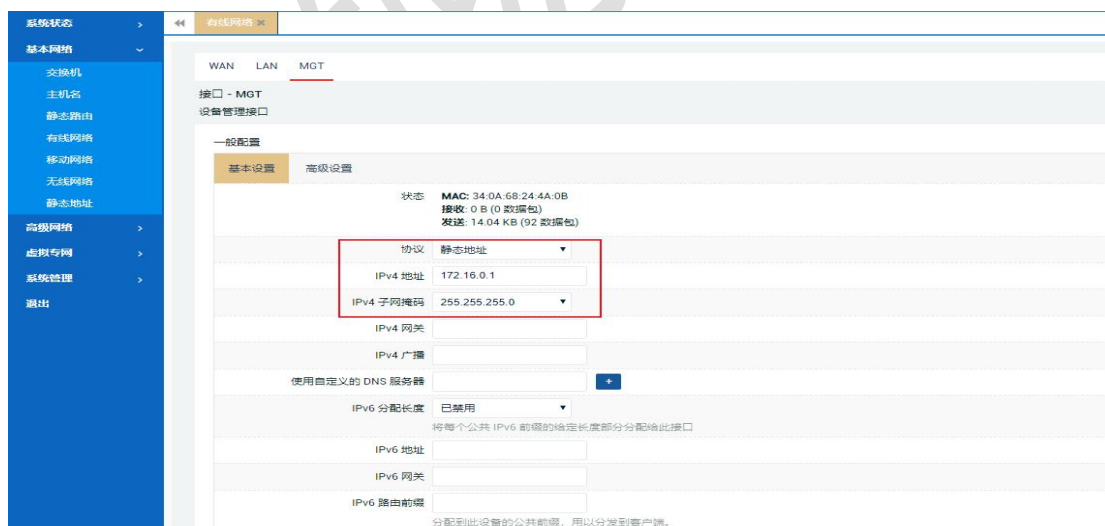 系统状态
基本网络
交换机
主机名
静态路由
有线网络
移动网络
无线网络
静态地址
高级网络
虚拟专网
系统管理
退出
有线网络
WAN LAN MGT
接口 - MGT
设备管理接口
一般配置
基本设置 高级设置
状态 MAC: 34:0A:68:24:4A:0B
接收: 0 B (0 数据包)
发送: 14.04 KB (92 数据包)
协议 静态地址
IPv4 地址 172.16.0.1
IPv4 子网掩码 255.255.255.0
IPv4 网关
IPv4 广播
使用自定义的 DNS 服务器 +
IPv6 分配长度 已禁用
将每个公共 IPv6 前缀的给定长度部分分配给此接口
IPv6 地址
IPv6 网关
IPv6 路由前缀
分配到此设备的公共前缀，用以分发到客户端。